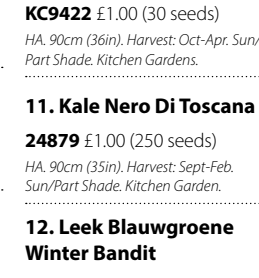 KC9422 £1.00 (30 seeds)
HA. 90cm (36in). Harvest: Oct-Apr. Sun/
Part Shade. Kitchen Gardens.
11. Kale Nero Di Toscana
24879 £1.00 (250 seeds)
HA. 90cm (35in). Harvest: Sept-Feb.
Sun/Part Shade. Kitchen Garden.
12. Leek Blauwgroene
Winter Bandit